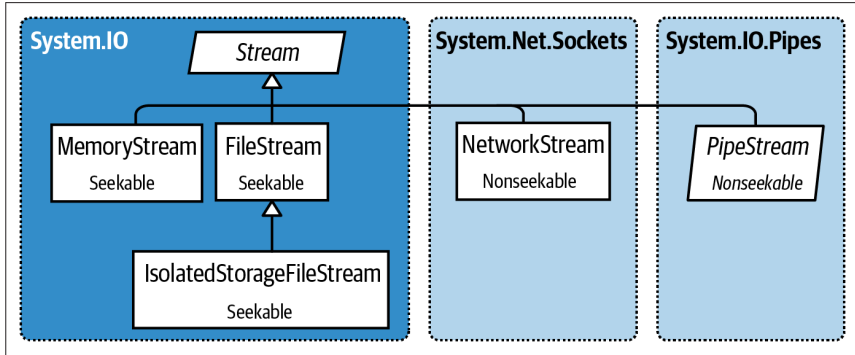 System.IO
Stream
System.Net.Sockets
System.IO.Pipes
MemoryStream
Seekable
FileStream
Seekable
NetworkStream
Nonseekable
PipeStream
Nonseekable
IsolatedStorageFileStream
Seekable